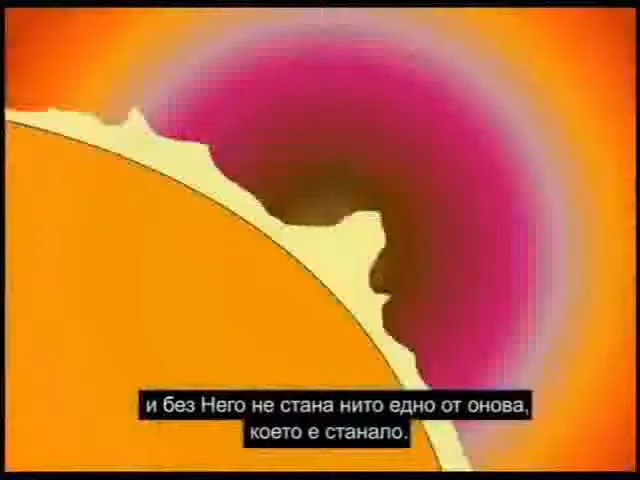 и без Него не стана нито едно от онова,
което е станало.